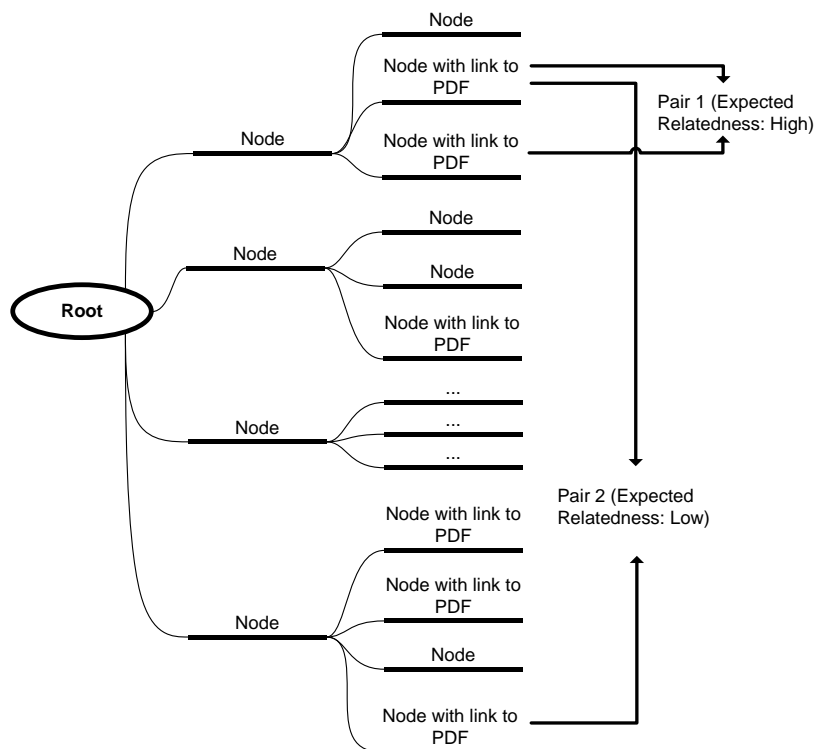 Node
Node with link to
PDF
Pair 1 (Expected
Relatedness: High)
Node
Node with link to
PDF
Node
Node
Node
Root
Node with link to
PDF
...
...
Node
...
Pair 2 (Expected
Relatedness: Low)
Node with link to
PDF
Node with link to
PDF
Node
Node
Node with link to
PDF